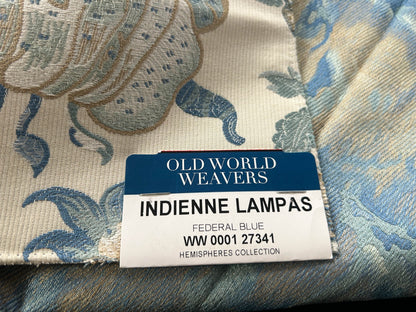 OLD WORLD
WEAVERS
INDIENNE LAMPAS
FEDERAL BLUE
WW 0001 27341
HEMISPHERES COLLECTION